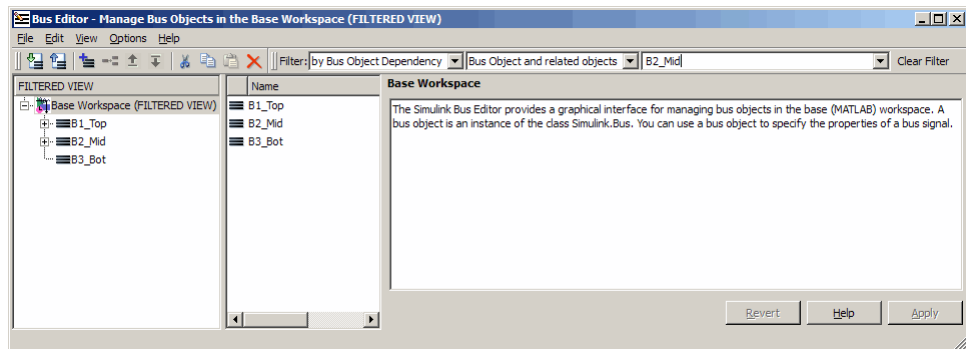 Bus Editor - Manage Bus Objects in the Base Workspace (FILTERED VIEW)
File Edit View Options Help
Filter: by Bus Object Dependency Bus Object and related objects B2_Mid Clear Filter
FILTERED VIEW
Base Workspace (FILTERED VIEW)
B1_Top
B2_Mid
B3_Bot
Name
B1_Top
B2_Mid
B3_Bot
Base Workspace
The Simulink Bus Editor provides a graphical interface for managing bus objects in the base (MATLAB) workspace. A
bus object is an instance of the class Simulink.Bus. You can use a bus object to specify the properties of a bus signal.
Revert Help Apply